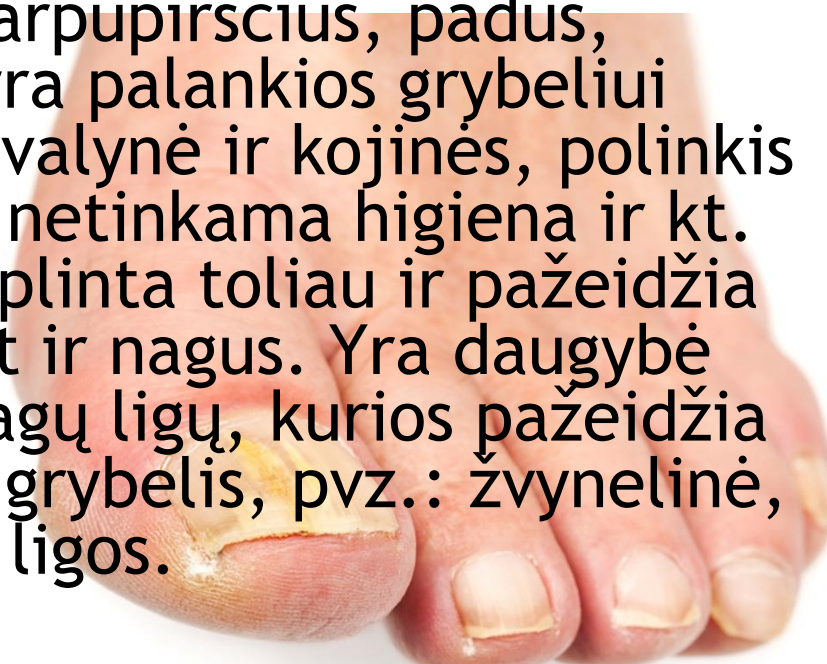 arpupirščius, padus,
yra palankios grybeliui
valynė ir kojinės, polinkis
netinkama higiena ir kt.
plinta toliau ir pažeidžia
t ir nagus. Yra daugybė
agų ligų, kurios pažeidžia
grybelis, pvz.: žvynelinė,
ligos.